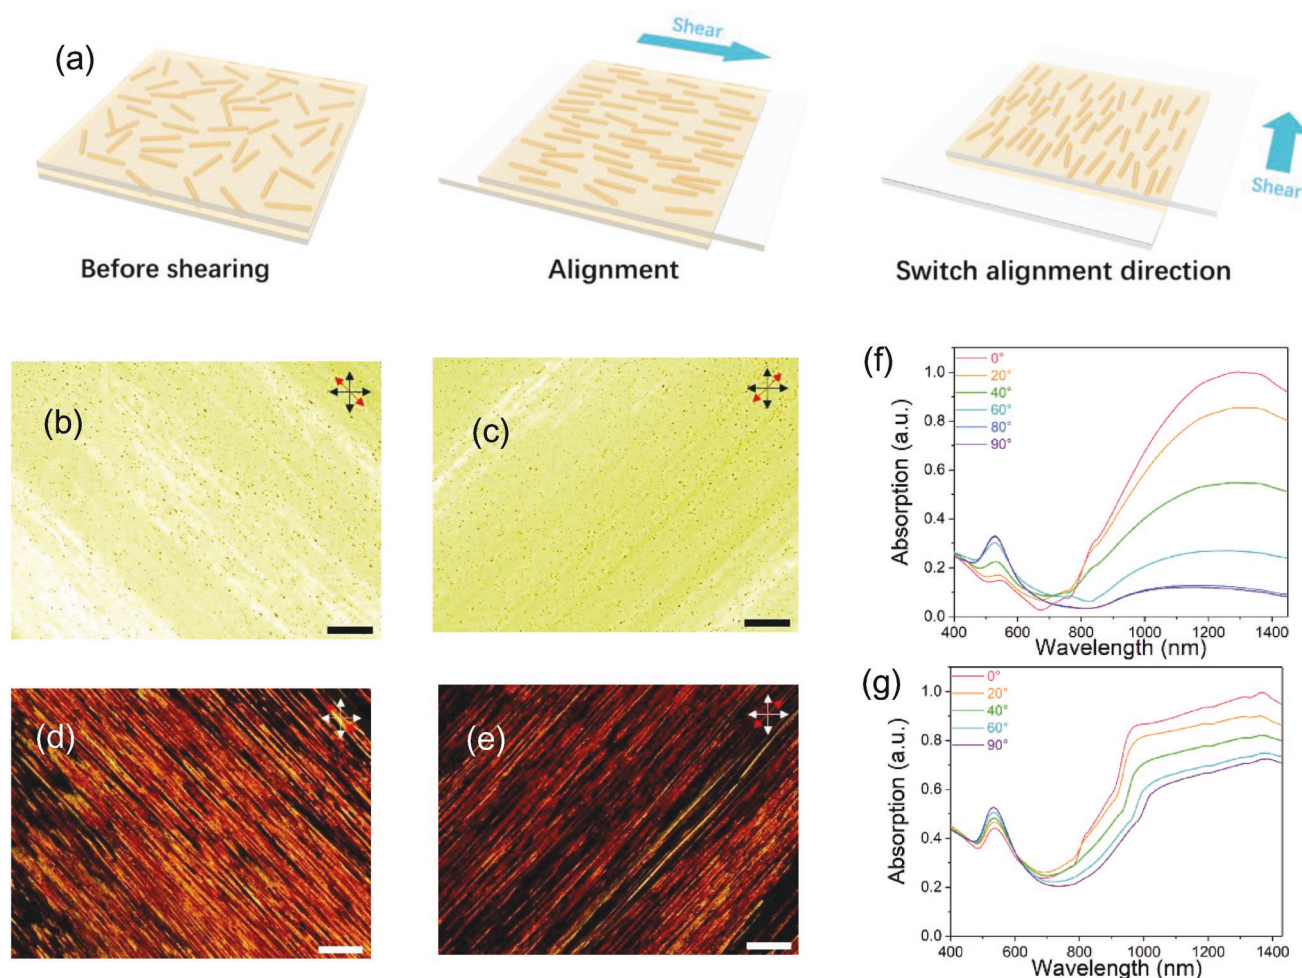 (a)
Shear
Shear
Before shearing
Alignment
Switch alignment direction
(b)
(c)
(d)
(e)
(f)
0°
20°
40°
60°
80°
90°
Absorption (a.u.)
1.0
0.8
0.6
0.4
0.2
0.0
400 600 800 1000 1200 1400
Wavelength (nm)
(g)
0°
20°
40°
60°
90°
Absorption (a.u.)
1.0
0.8
0.6
0.4
0.2
0.0
400 600 800 1000 1200 1400
Wavelength (nm)